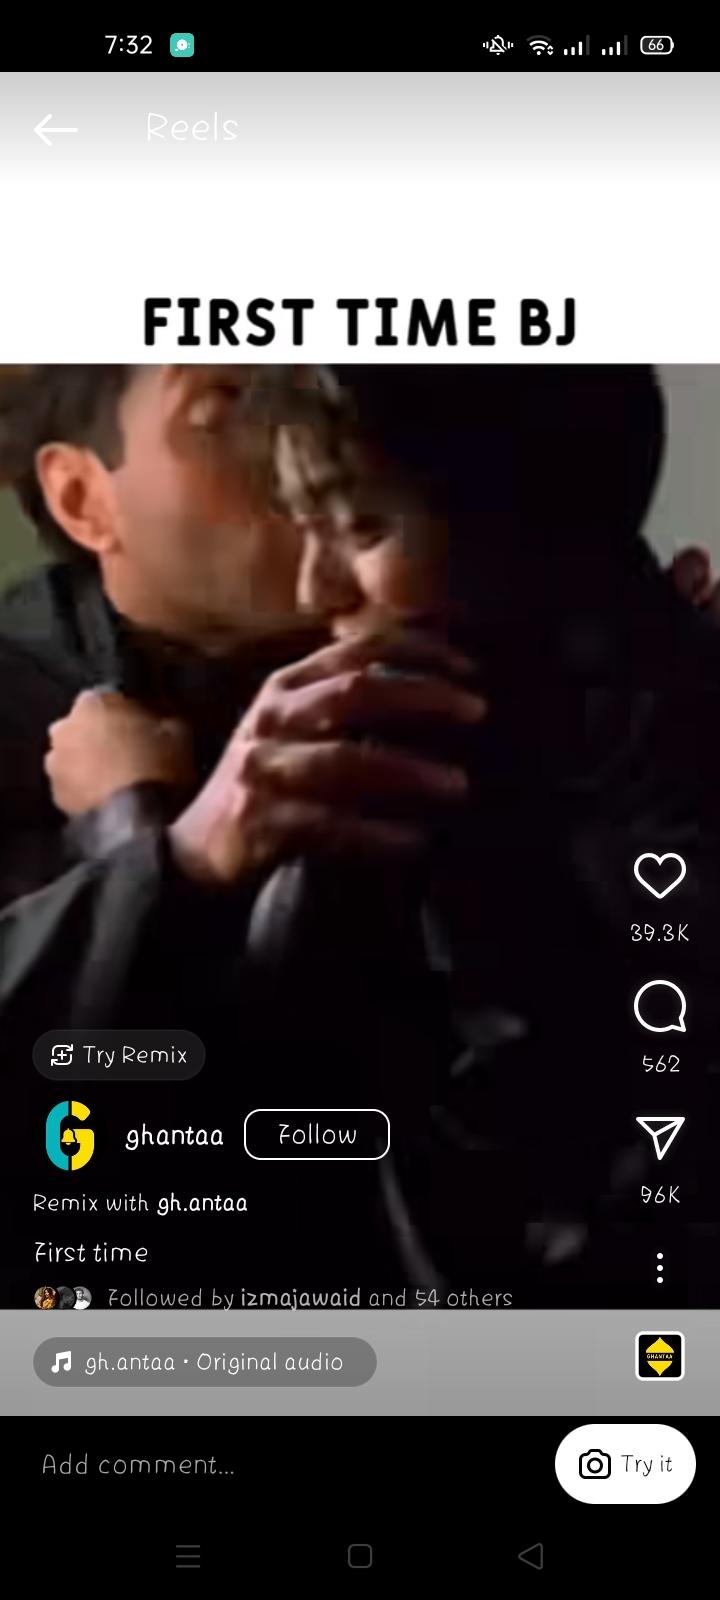 7:32
66
Reels
FIRST TIME BJ
39.3K
562
Try Remix
ghantaa
Follow
96K
Remix with gh.antaa
First time
Followed by izmajawaid and 54 others
GHANTAA
gh.antaa • Original audio
Add comment...
Try it